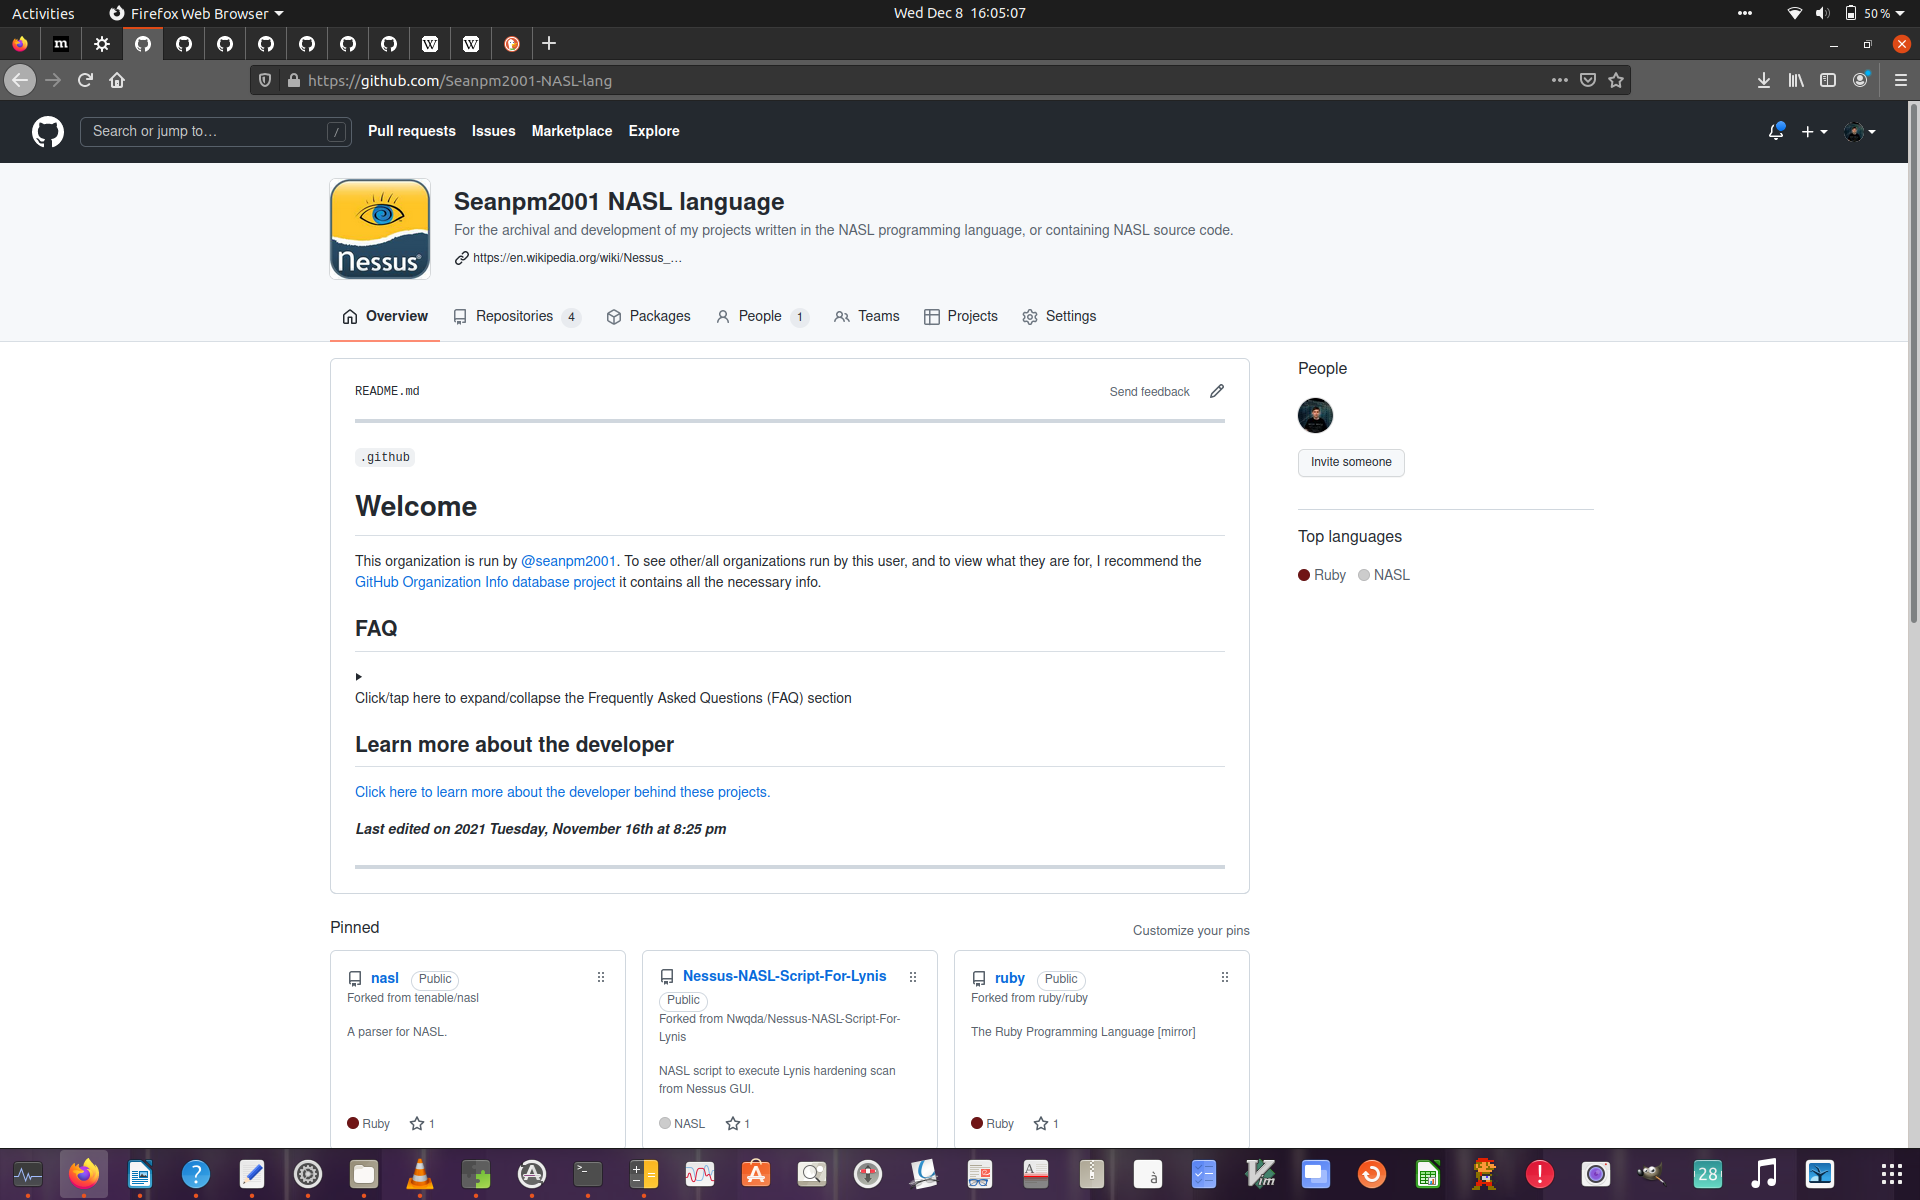 Activities
Firefox Web Browser
Wed Dec 8 16:05:07
50 %
m
W
W
https://github.com/Seanpm2001-NASL-lang
Search or jump to…
/
Pull requests
Issues
Marketplace
Explore
Nessus®
Seanpm2001 NASL language
For the archival and development of my projects written in the NASL programming language, or containing NASL source code.
https://en.wikipedia.org/wiki/Nessus_…
Overview
Repositories 4
Packages
People 1
Teams
Projects
Settings
README.md
Send feedback
.github
Welcome
This organization is run by @seanpm2001. To see other/all organizations run by this user, and to view what they are for, I recommend the
GitHub Organization Info database project it contains all the necessary info.
FAQ
Click/tap here to expand/collapse the Frequently Asked Questions (FAQ) section
Learn more about the developer
Click here to learn more about the developer behind these projects.
Last edited on 2021 Tuesday, November 16th at 8:25 pm
People
Invite someone
Top languages
Ruby
NASL
Pinned
Customize your pins
nasl Public
Forked from tenable/nasl
A parser for NASL.
Ruby 1
Nessus-NASL-Script-For-Lynis
Public
Forked from Nwqda/Nessus-NASL-Script-For-
Lynis
NASL script to execute Lynis hardening scan
from Nessus GUI.
NASL 1
ruby Public
Forked from ruby/ruby
The Ruby Programming Language [mirror]
Ruby 1
?
>_
A
à
Vim
!
28